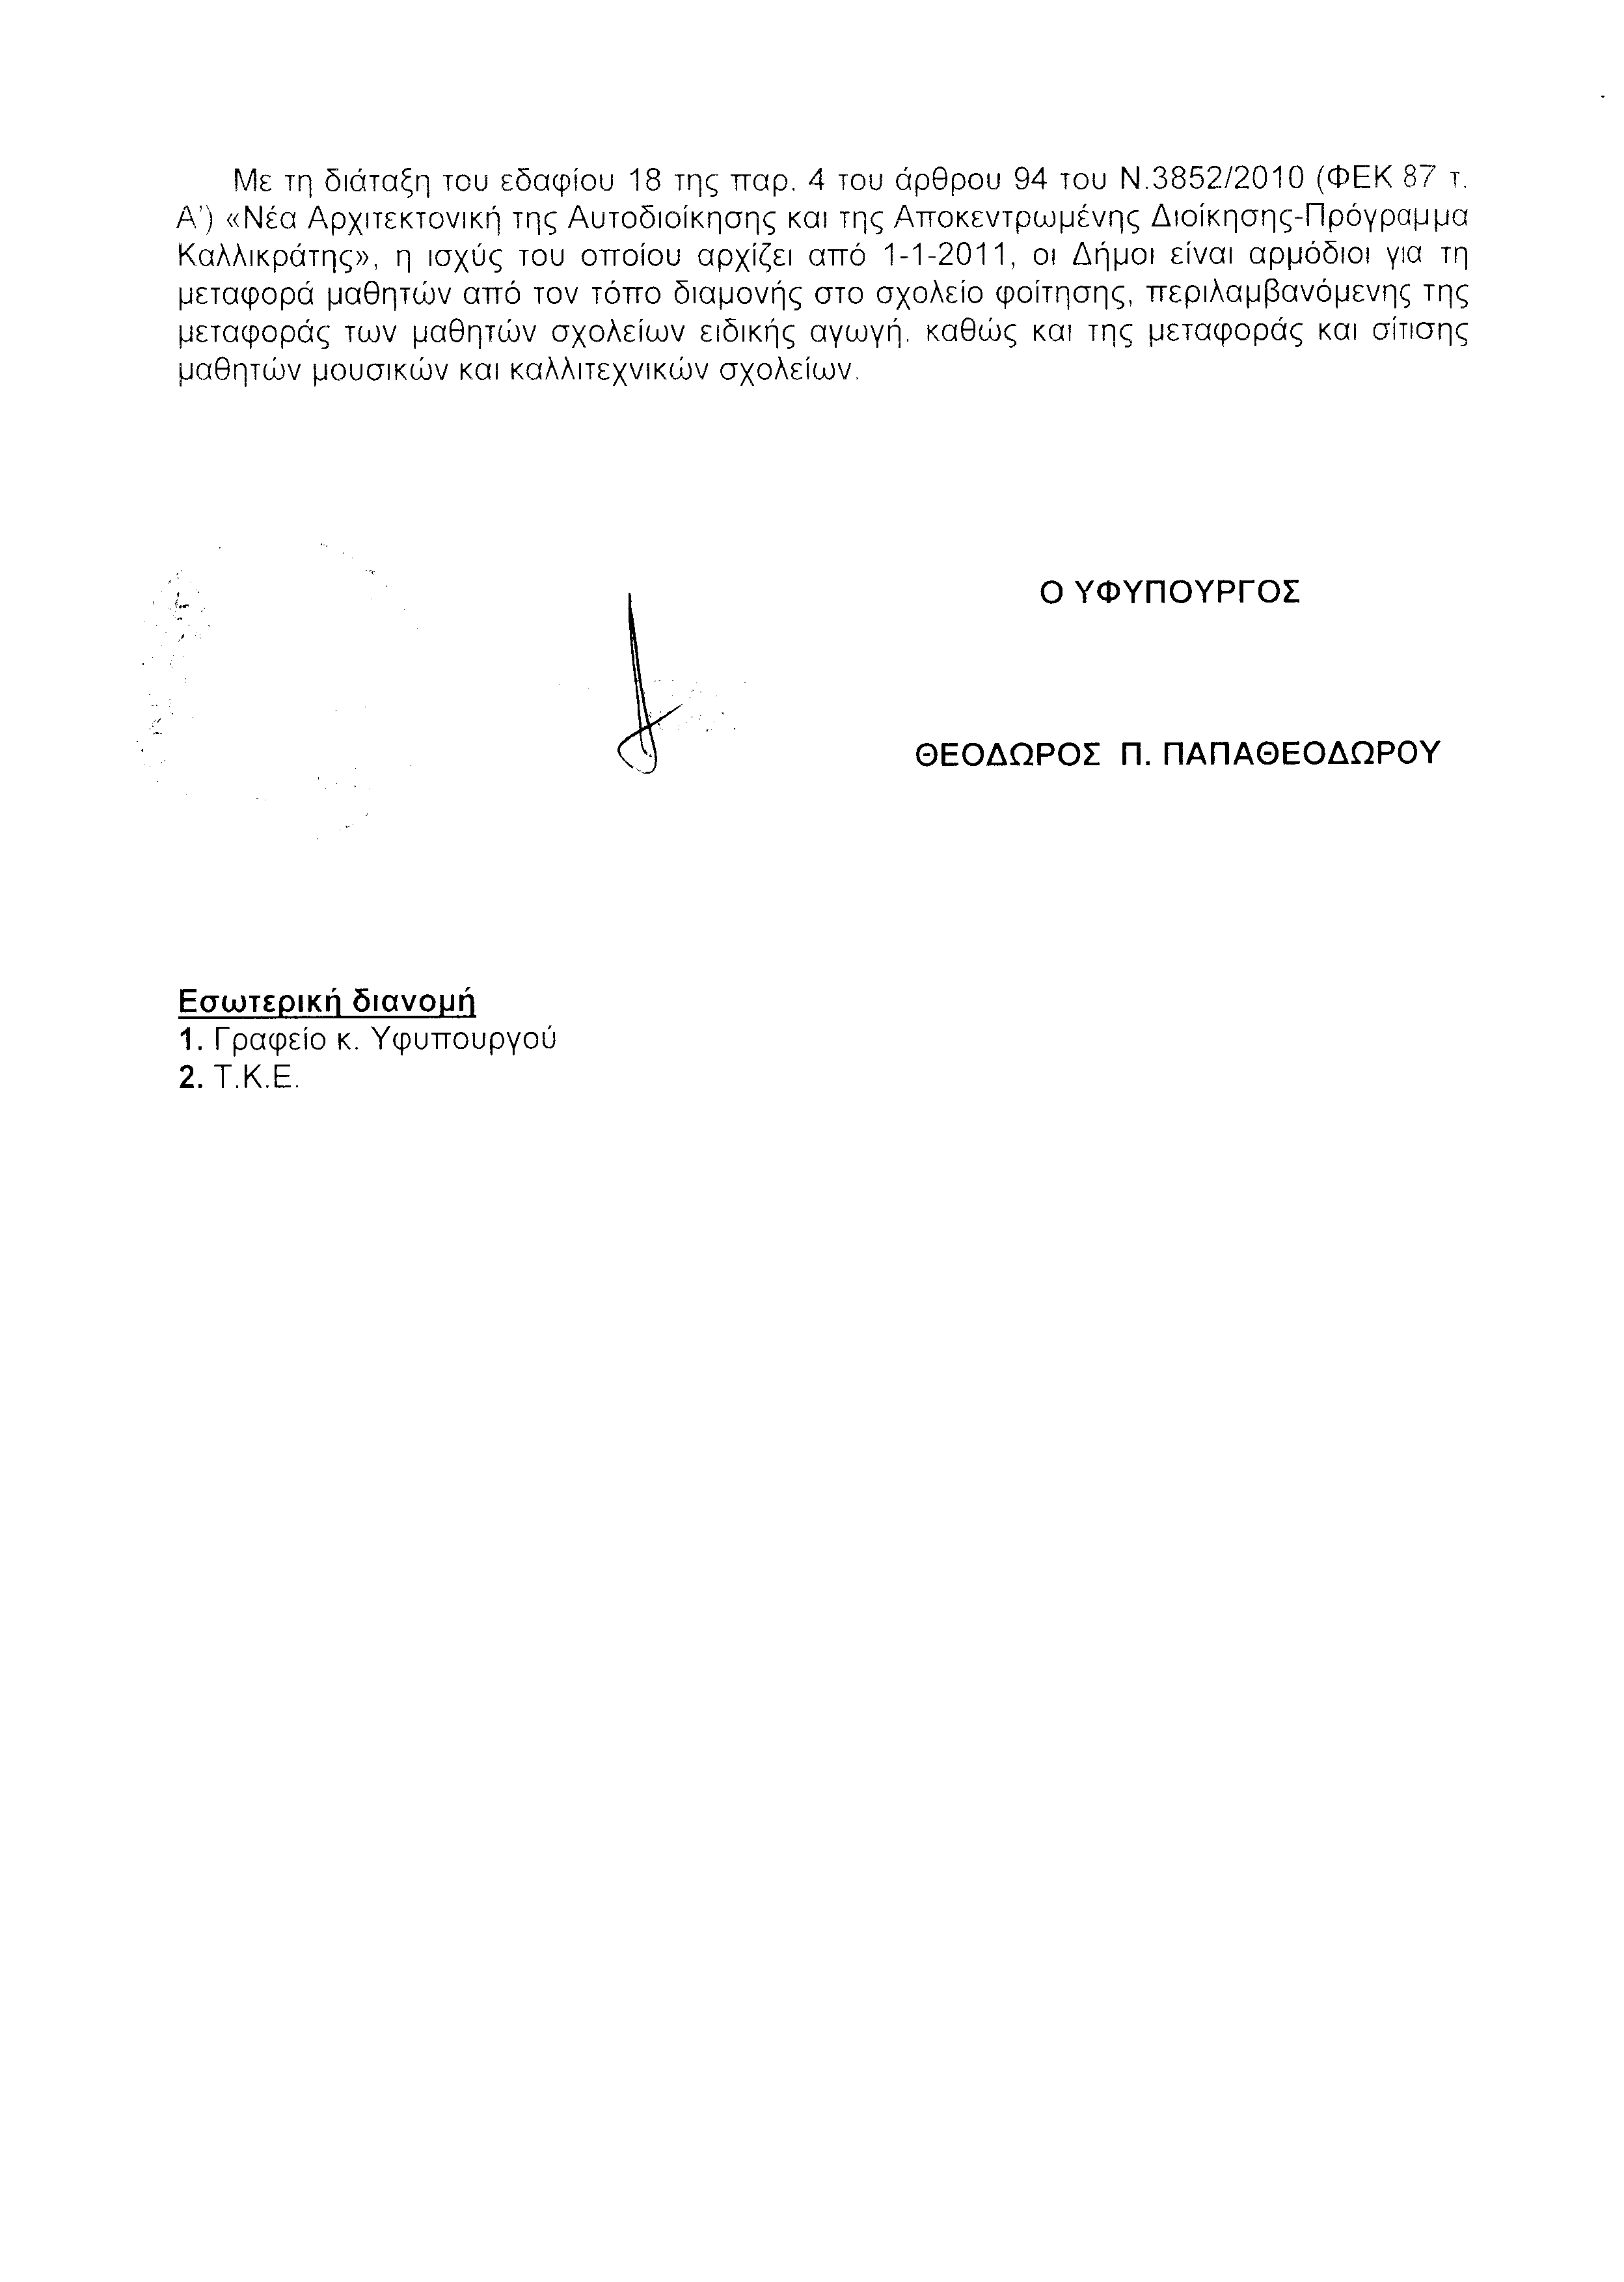 Με τη διάταξη του εδαφίου 18 της παρ. 4 του άρθρου 94 του Ν.3852/2010 (ΦΕΚ 87 τ.
Α’) «Νέα Αρχιτεκτονική της Αυτοδιοίκησης και της Αποκεντρωμένης Διοίκησης-Πρόγραμμα
Καλλικράτης», η ισχύς του οποίου αρχίζει από 1-1-2011, οι Δήμοι είναι αρμόδιοι για τη
μεταφορά μαθητών από τον τόπο διαμονής στο σχολείο φοίτησης, περιλαμβανόμενης της
μεταφοράς των μαθητών σχολείων ειδικής αγωγή, καθώς και της μεταφοράς και σίτισης
μαθητών μουσικών και καλλιτεχνικών σχολείων.
Ο ΥΦΥΠΟΥΡΓΟΣ
ΘΕΟΔΩΡΟΣ Π. ΠΑΠΑΘΕΟΔΩΡΟΥ
Εσωτερική διανομή
1. Γραφείο κ. Υφυπουργού
2. Τ.Κ.Ε.